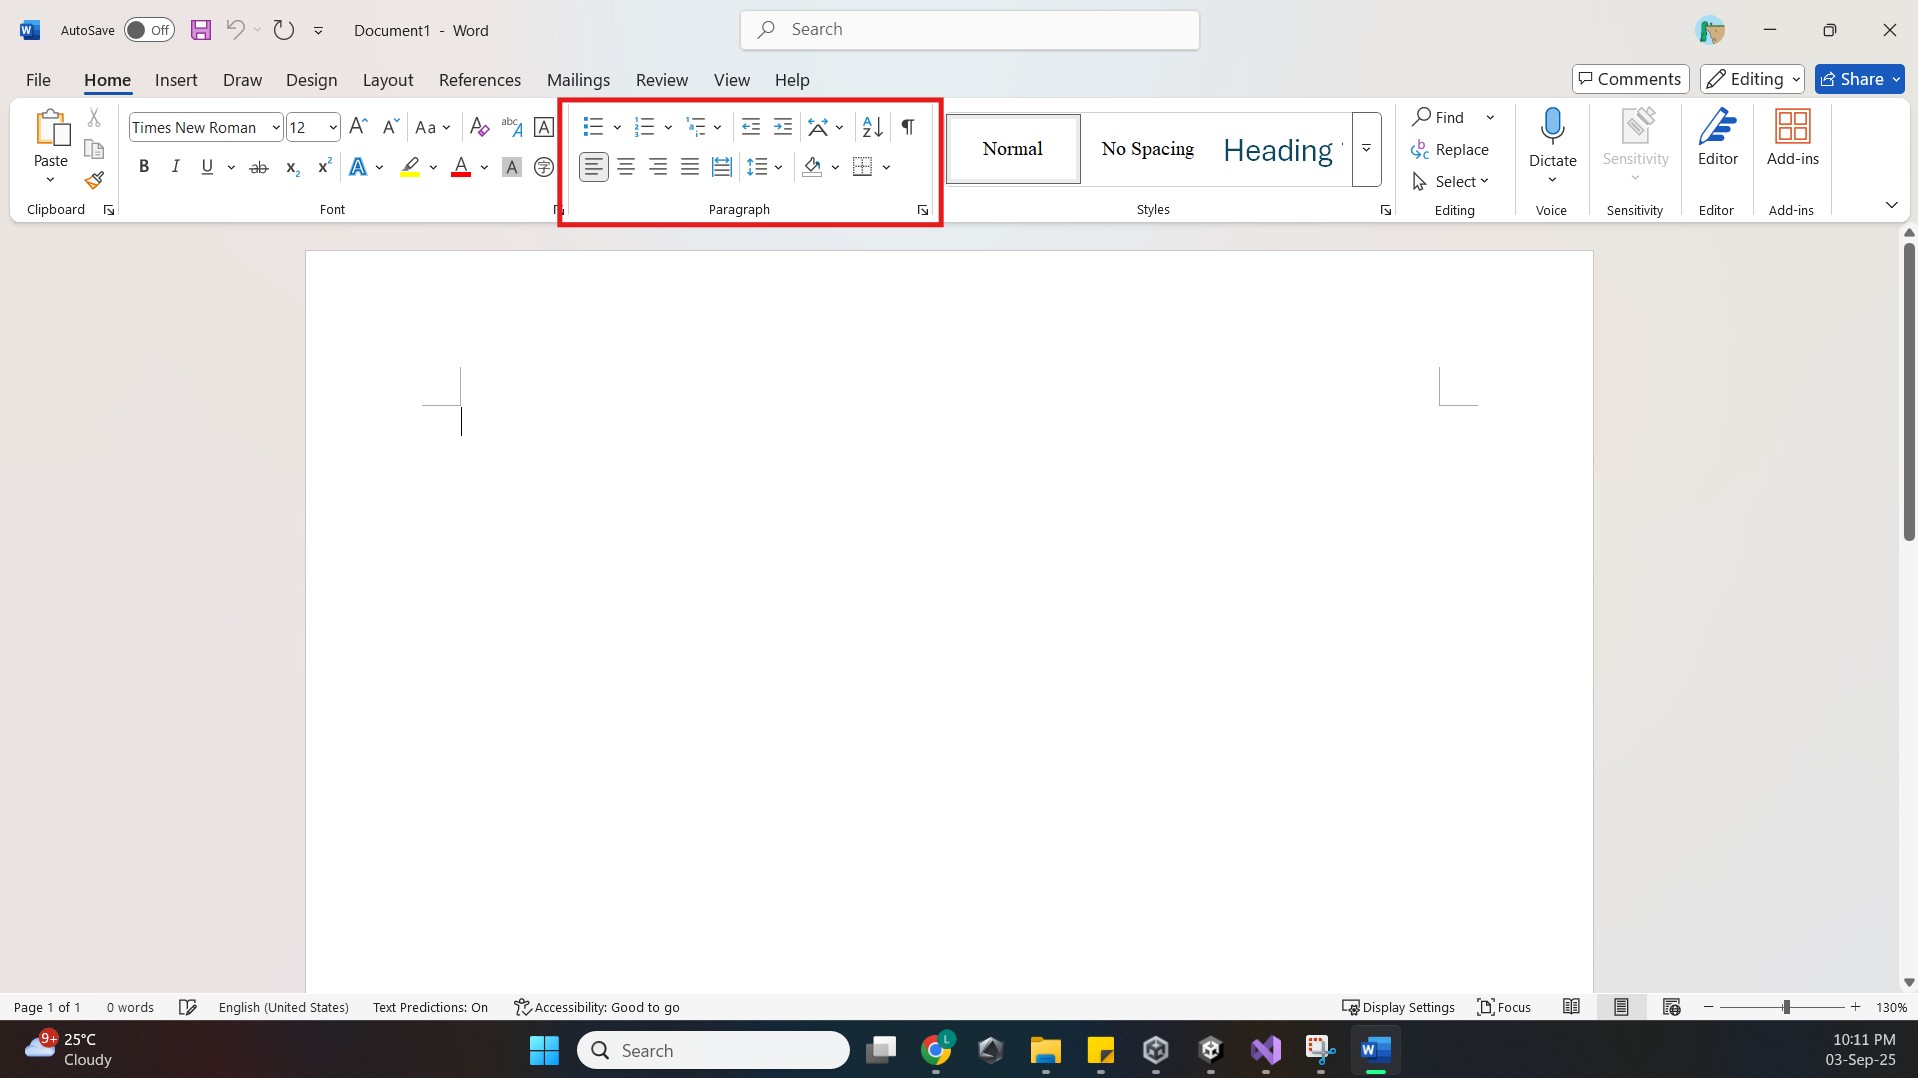 AutoSave Off Document1 - Word Search
File Home Insert Draw Design Layout References Mailings Review View Help Comments Editing Share
Times New Roman 12 Aa Find
Paste Normal No Spacing Heading Replace Dictate Sensitivity Editor Add-ins
Select
Clipboard Font Paragraph Styles Editing Voice Sensitivity Editor Add-ins
Page 1 of 1 0 words English (United States) Text Predictions: On Accessibility: Good to go Display Settings Focus 130%
9+ 25°C Search 10:11 PM
Cloudy 03-Sep-25